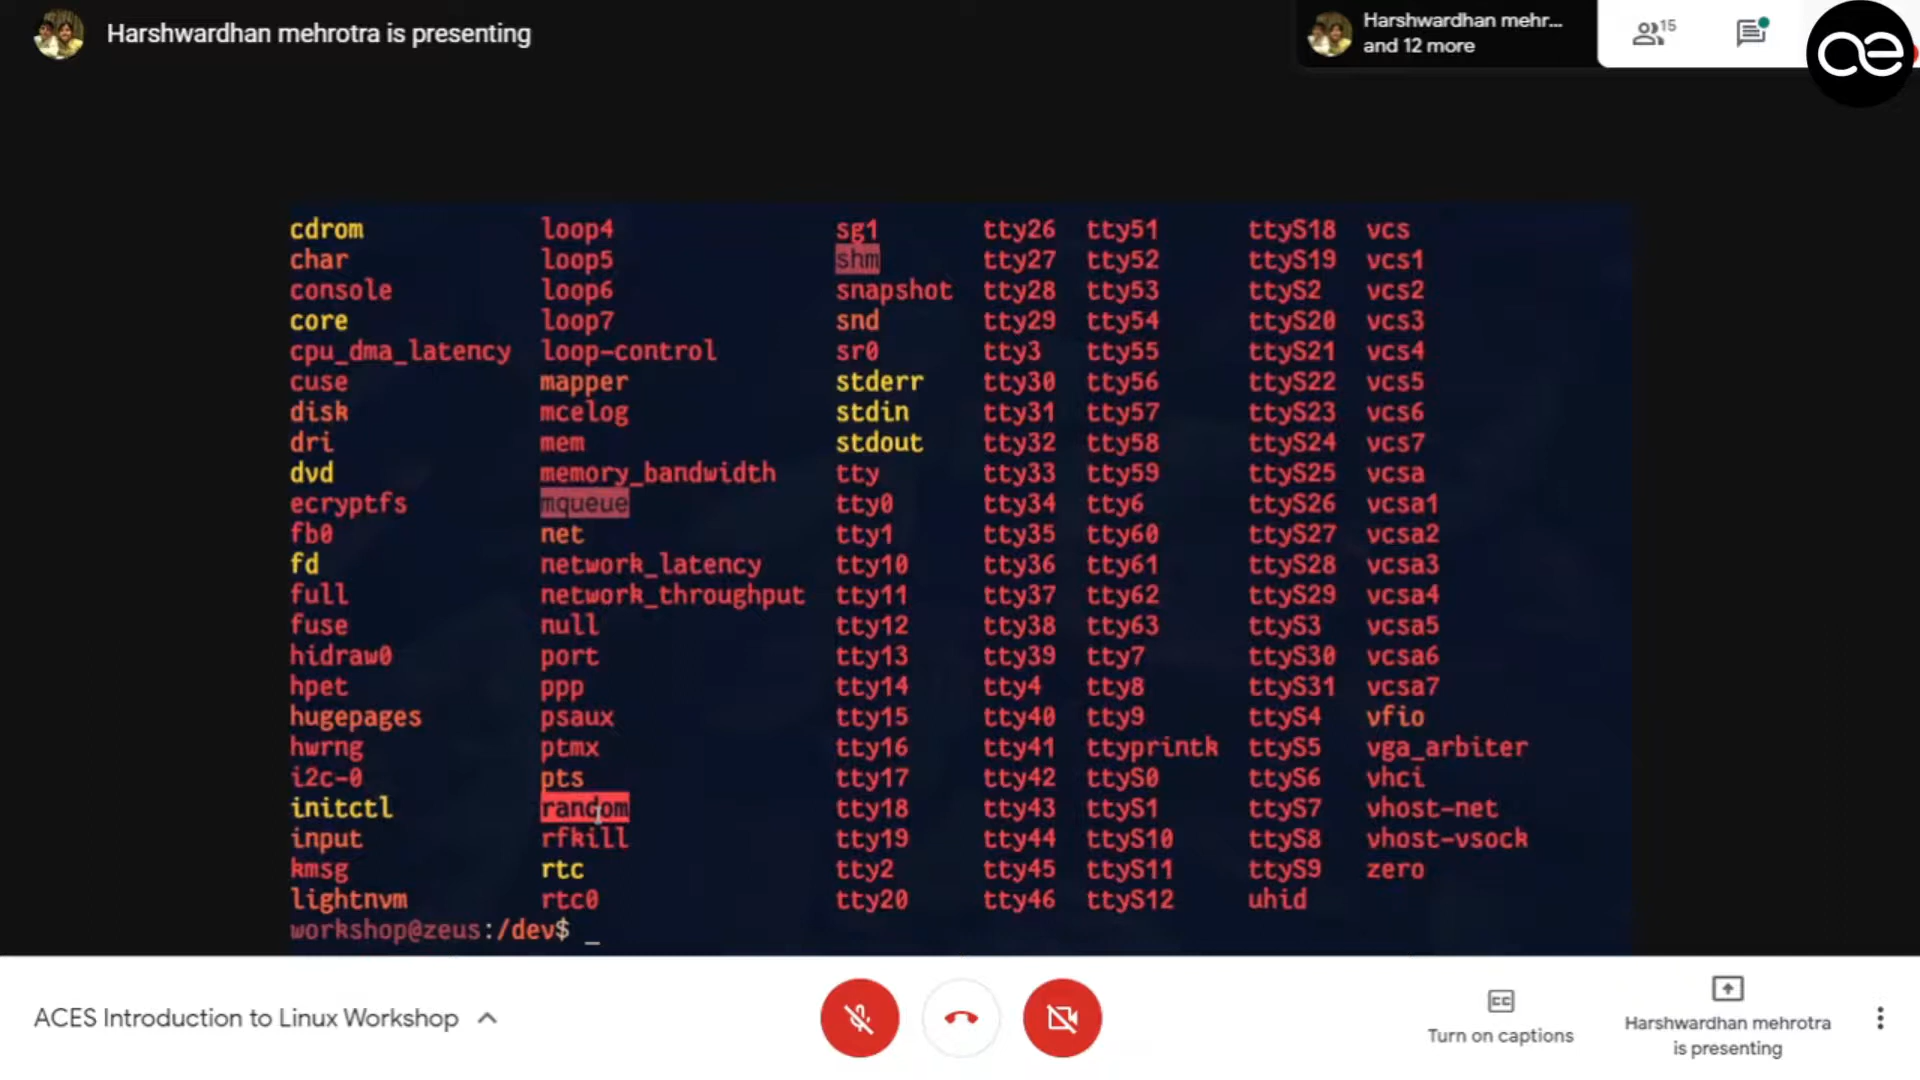 Harshwardhan mehrotra is presenting
Harshwardhan mehr...
and 12 more
15
œ
cdrom loop4 sg1 tty26 tty51 ttyS18 vcs
char loop5 shm tty27 tty52 ttyS19 vcs1
console loop6 snapshot tty28 tty53 ttyS2 vcs2
core loop7 snd tty29 tty54 ttyS20 vcs3
cpu_dma_latency loop-control sr0 tty3 tty55 ttyS21 vcs4
cuse mapper stderr tty30 tty56 ttyS22 vcs5
disk mcelog stdin tty31 tty57 ttyS23 vcs6
dri mem stdout tty32 tty58 ttyS24 vcs7
dvd memory_bandwidth tty tty33 tty59 ttyS25 vcsa
ecryptfs mqueue tty0 tty34 tty6 ttyS26 vcsa1
fb0 net tty1 tty35 tty60 ttyS27 vcsa2
fd network_latency tty10 tty36 tty61 ttyS28 vcsa3
full network_throughput tty11 tty37 tty62 ttyS29 vcsa4
fuse null tty12 tty38 tty63 ttyS3 vcsa5
hidraw0 port tty13 tty39 tty7 ttyS30 vcsa6
hpet ppp tty14 tty4 tty8 ttyS31 vcsa7
hugepages psaux tty15 tty40 tty9 ttyS4 vfio
hwrng ptmx tty16 tty41 ttyprintk ttyS5 vga_arbiter
i2c-0 pts tty17 tty42 ttyS0 ttyS6 vhci
initctl random tty18 tty43 ttyS1 ttyS7 vhost-net
input rfkill tty19 tty44 ttyS10 ttyS8 vhost-vsock
kmsg rtc tty2 tty45 ttyS11 ttyS9 zero
lightnvm rtc0 tty20 tty46 ttyS12 uhid
workshop@zeus:/dev$ _
ACES Introduction to Linux Workshop
CC
Turn on captions
Harshwardhan mehrotra
is presenting